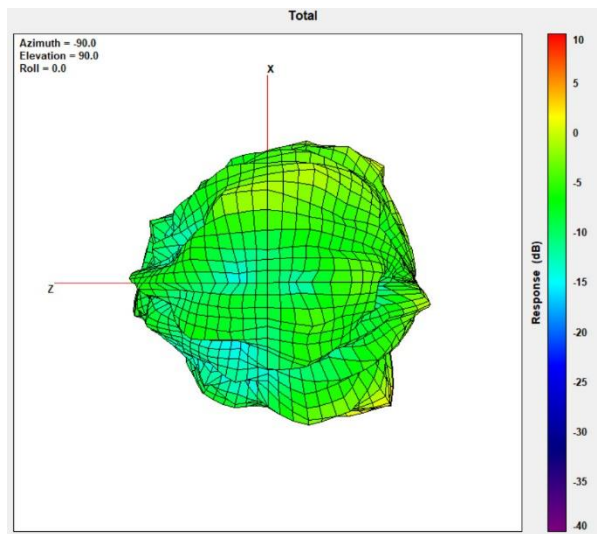 Total
Azimuth = -90.0
Elevation = 90.0
Roll = 0.0
X
Z
10
5
0
-5
-10
-15
-20
-25
-30
-35
-40
Response (dB)